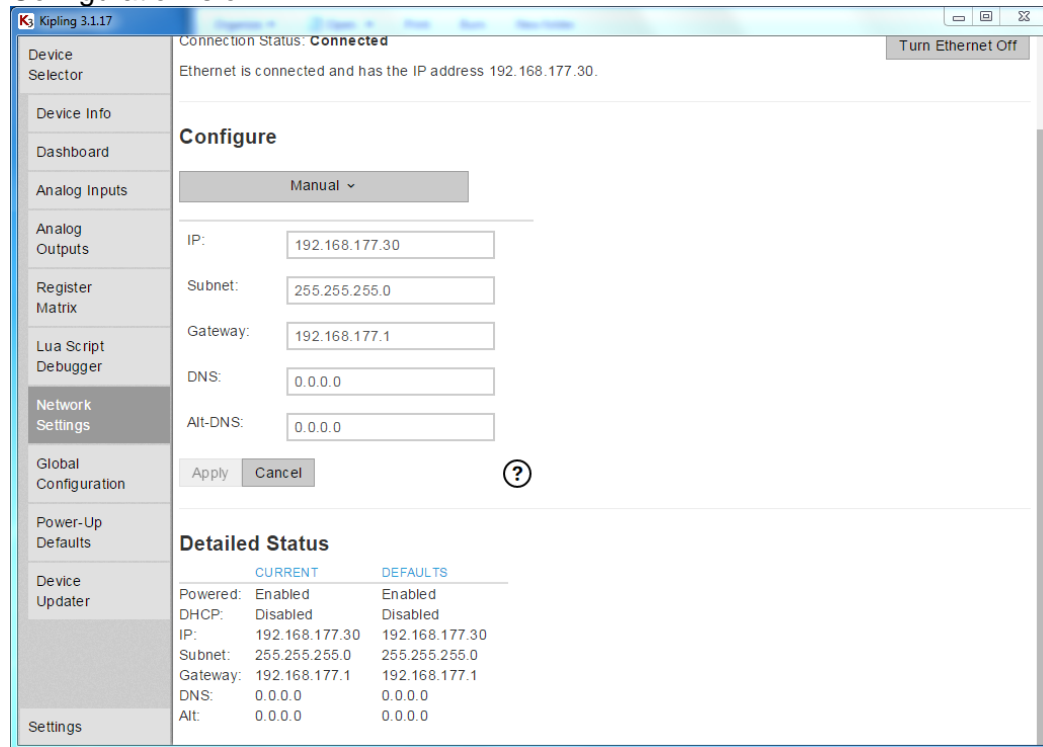 Kipling 3.1.17
Device
Selector
Device Info
Dashboard
Analog Inputs
Analog
Outputs
Register
Matrix
Lua Script
Debugger
Network
Settings
Global
Configuration
Power-Up
Defaults
Device
Updater
Settings
Connection Status: Connected
Turn Ethernet Off
Ethernet is connected and has the IP address 192.168.177.30.
Configure
Manual
IP: 192.168.177.30
Subnet: 255.255.255.0
Gateway: 192.168.177.1
DNS: 0.0.0.0
Alt-DNS: 0.0.0.0
Apply Cancel ?
Detailed Status
CURRENT DEFAULTS
Powered: Enabled Enabled
DHCP: Disabled Disabled
IP: 192.168.177.30 192.168.177.30
Subnet: 255.255.255.0 255.255.255.0
Gateway: 192.168.177.1 192.168.177.1
DNS: 0.0.0.0 0.0.0.0
Alt: 0.0.0.0 0.0.0.0